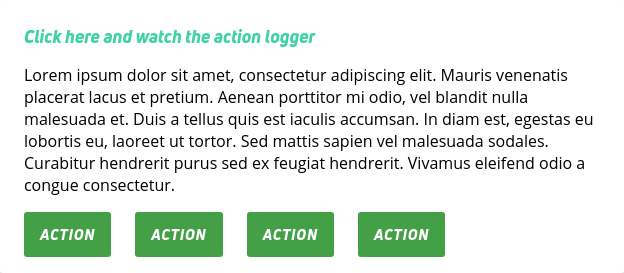 Click here and watch the action logger
Lorem ipsum dolor sit amet, consectetur adipiscing elit. Mauris venenatis
placerat lacus et pretium. Aenean porttitor mi odio, vel blandit nulla
malesuada et. Duis a tellus quis est iaculis accumsan. In diam est, egestas eu
lobortis eu, laoreet ut tortor. Sed mattis sapien vel malesuada sodales.
Curabitur hendrerit purus sed ex feugiat hendrerit. Vivamus eleifend odio a
congue consectetur.
ACTION ACTION ACTION ACTION